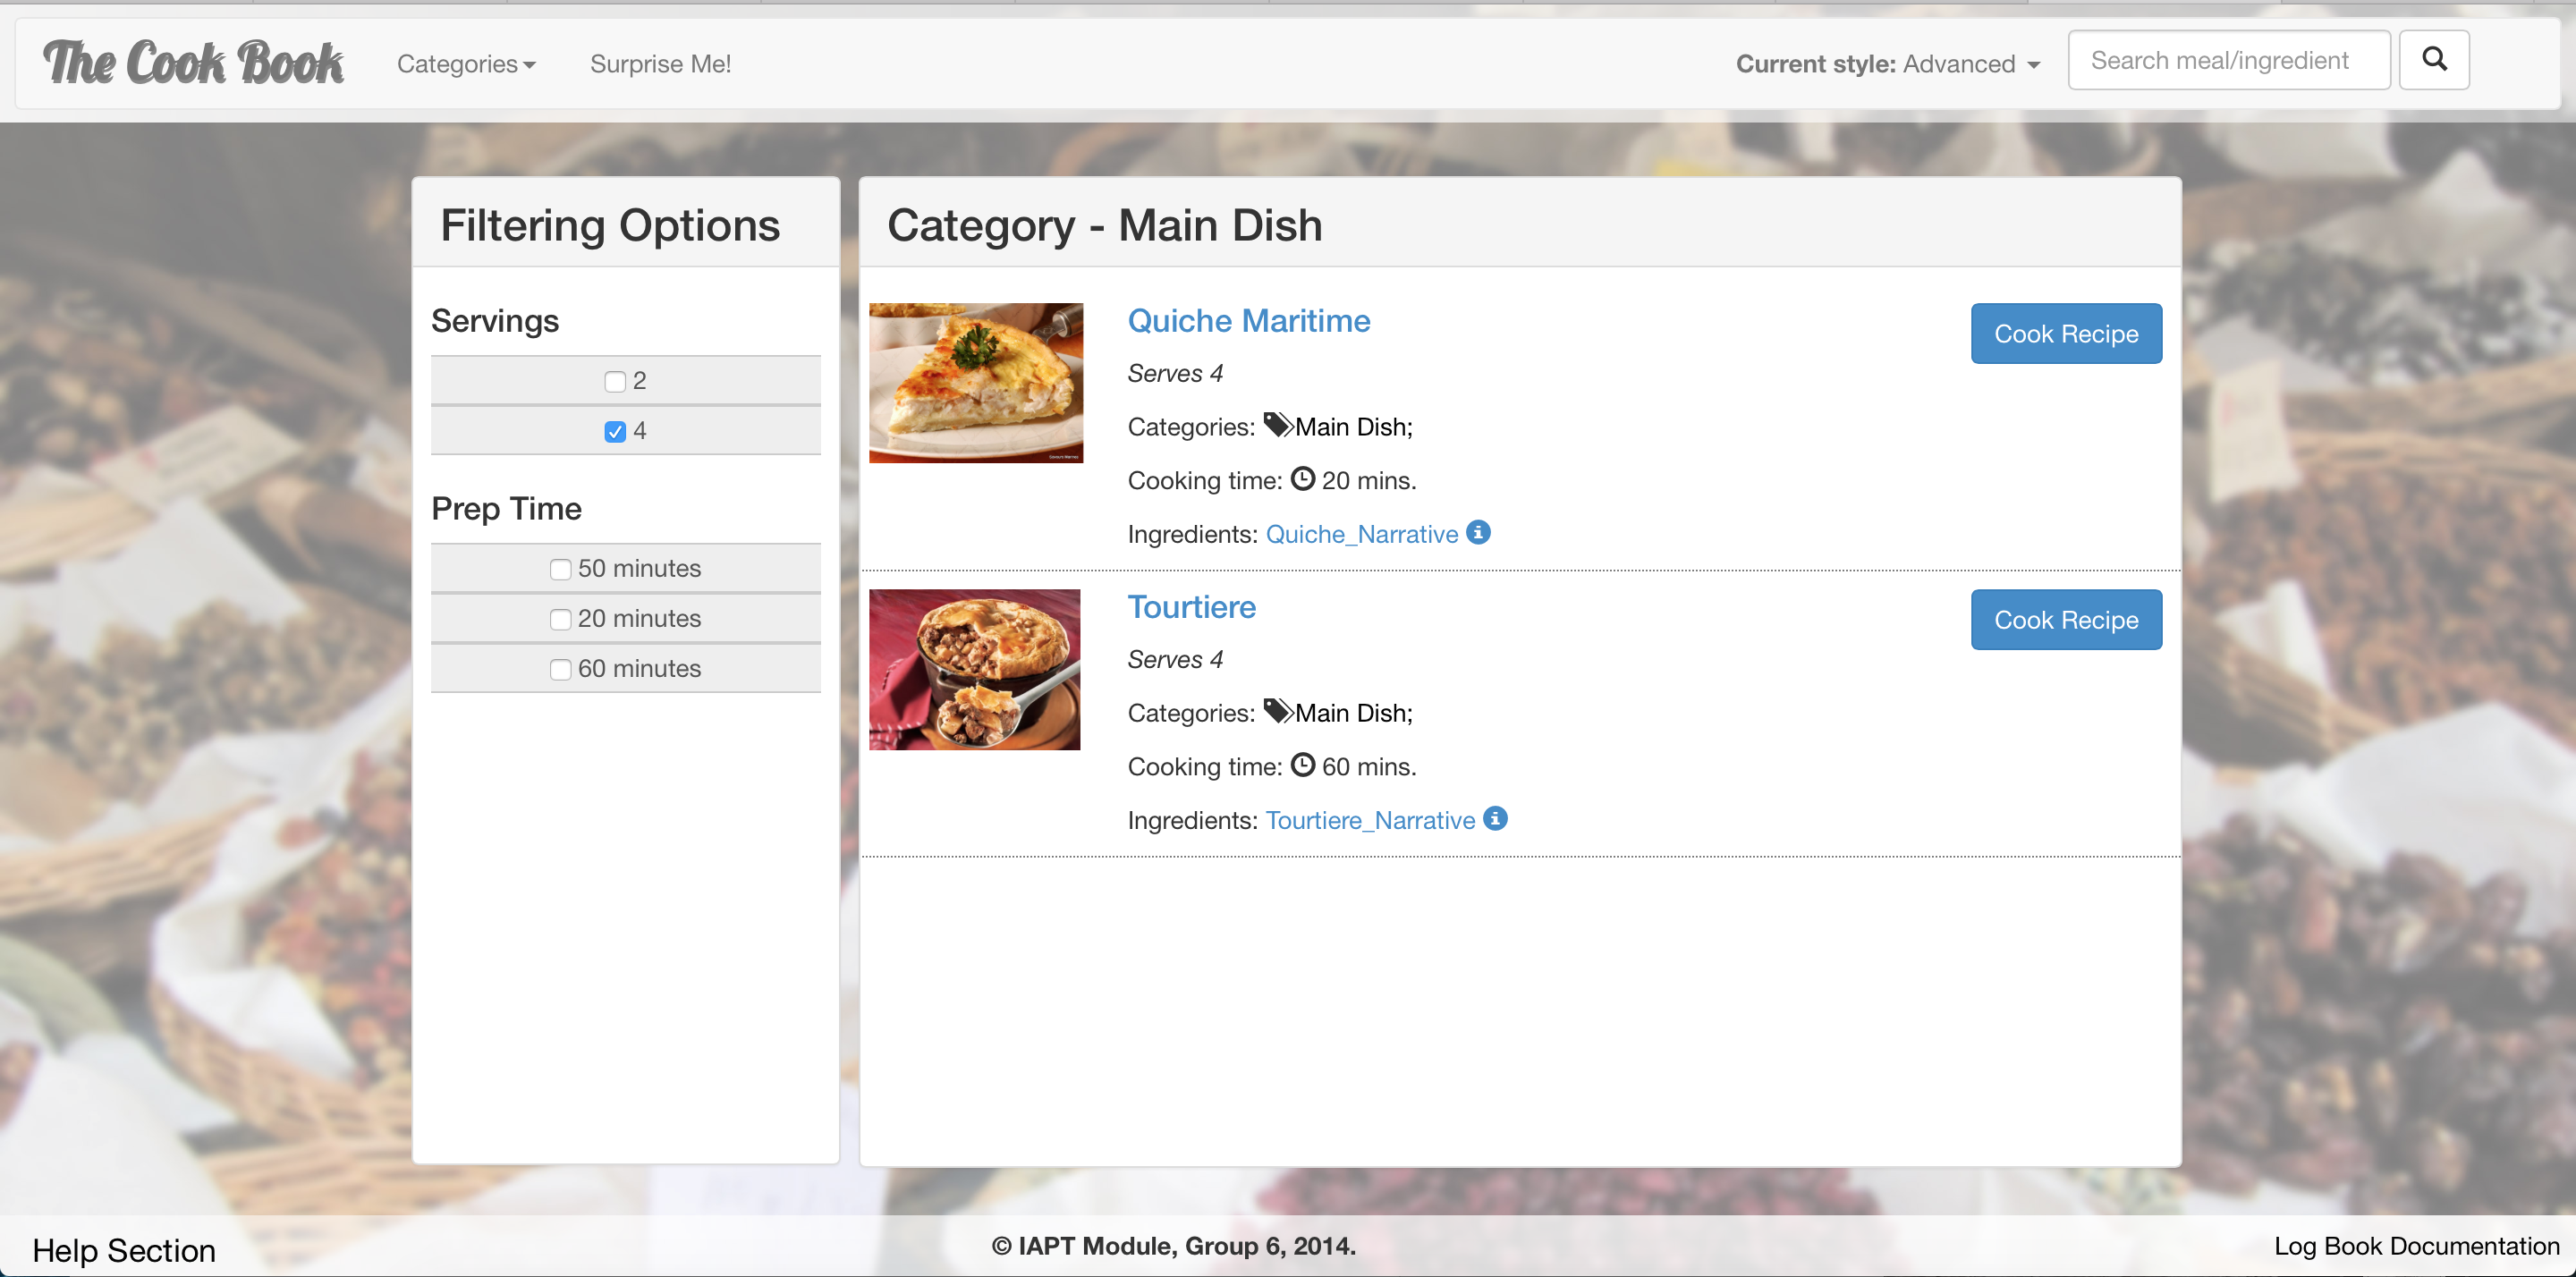 The Cook Book Categories Surprise Me! Current style: Advanced Search meal/ingredient
Filtering Options
Servings
2
4
Prep Time
50 minutes
20 minutes
60 minutes
Category - Main Dish
Quiche Maritime
Cook Recipe
Serves 4
Categories: Main Dish;
Cooking time: 20 mins.
Ingredients: Quiche_Narrative
Tourtiere
Cook Recipe
Serves 4
Categories: Main Dish;
Cooking time: 60 mins.
Ingredients: Tourtiere_Narrative
Help Section © IAPT Module, Group 6, 2014. Log Book Documentation